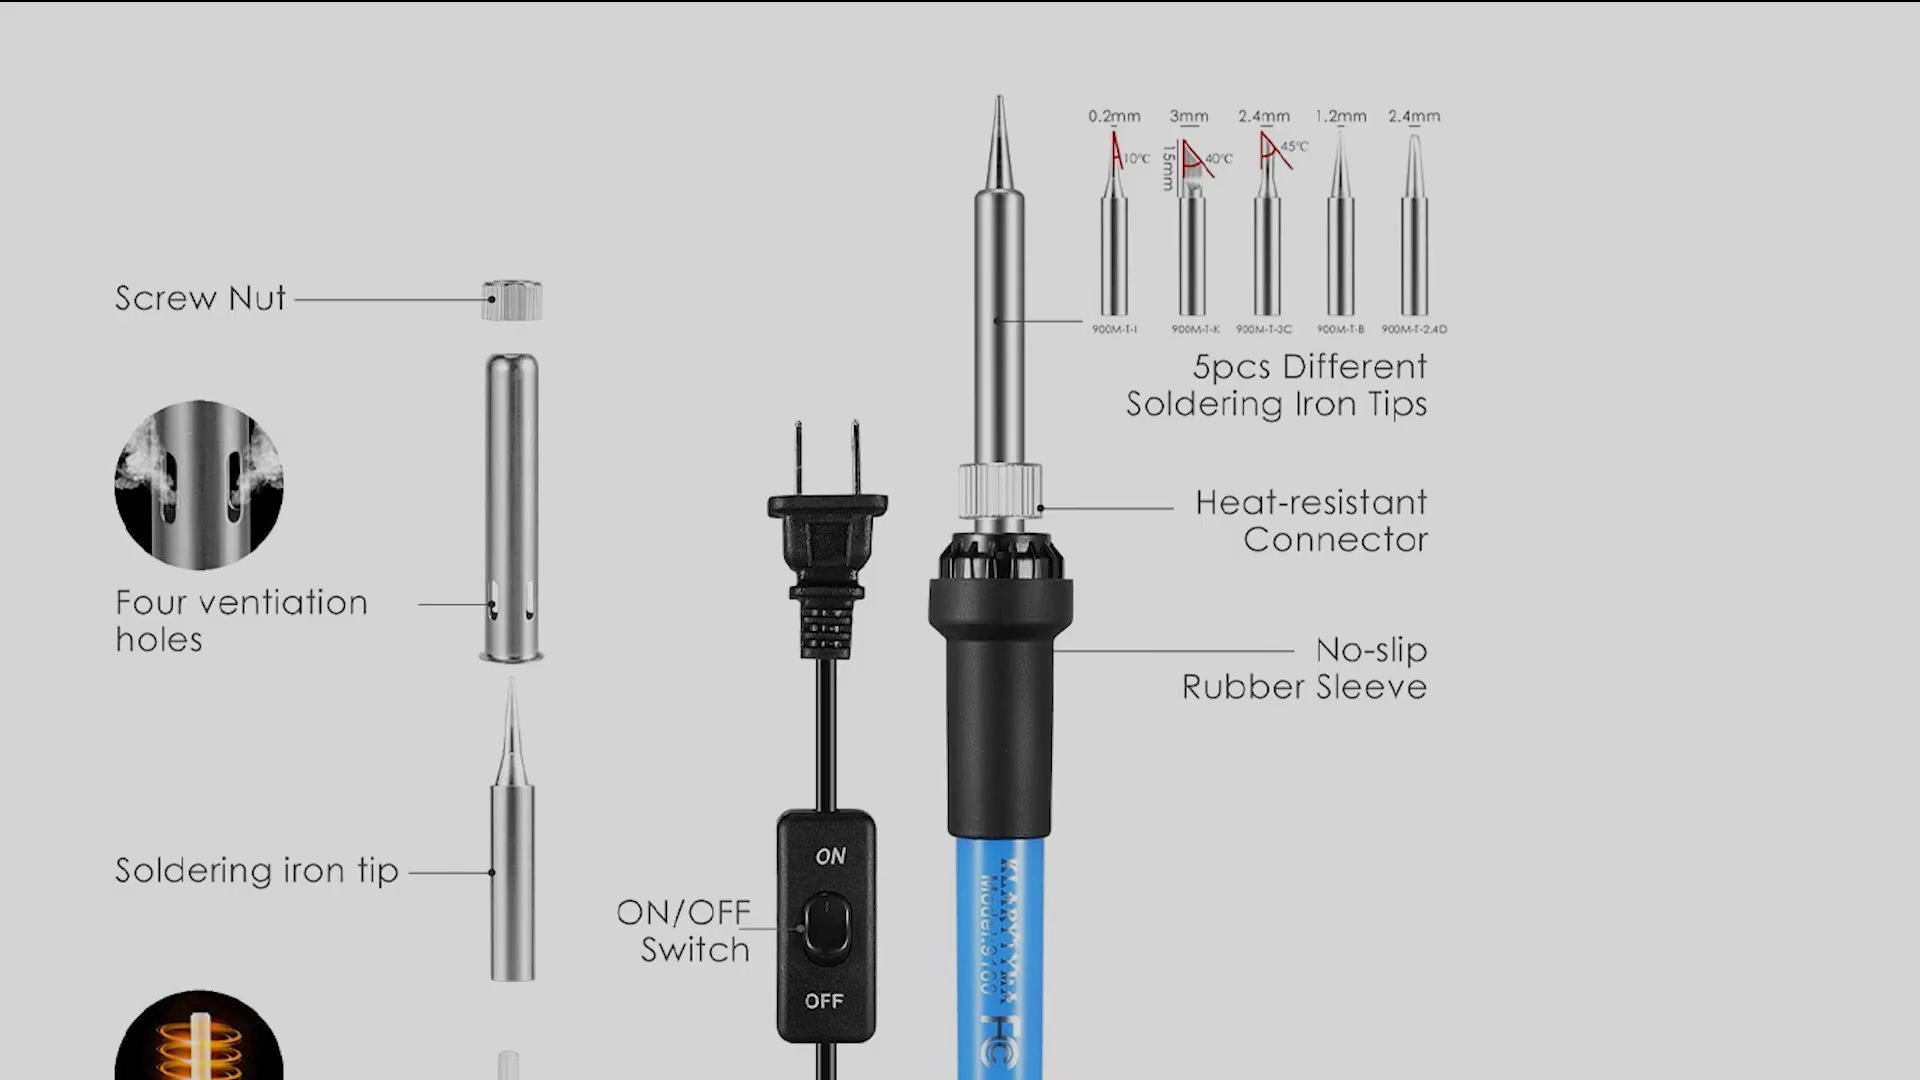 0.2mm 3mm 2.4mm 1.2mm 2.4mm
10℃ 15mm 40℃ 45℃
900M-T-I 900M-T-K 900M-T-3C 900M-T-B 900M-T-2.4D
5pcs Different
Soldering Iron Tips
Screw Nut
Heat-resistant
Connector
Four ventiation
holes
No-slip
Rubber Sleeve
Soldering iron tip
ON/OFF
Switch
ON
OFF
Model:9160